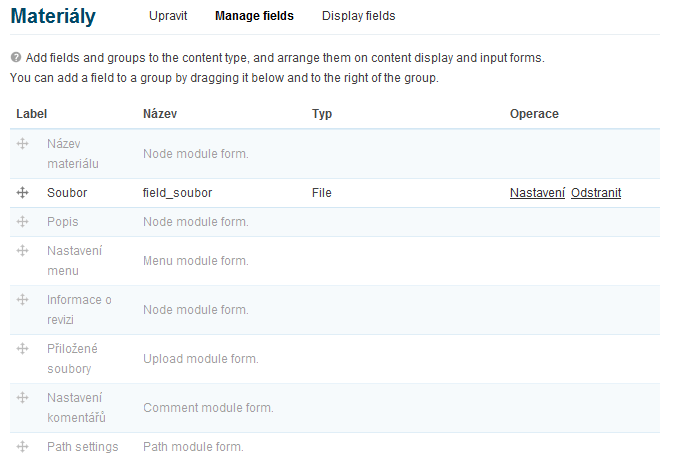 Materiály Upravit Manage fields Display fields
Add fields and groups to the content type, and arrange them on content display and input forms.
You can add a field to a group by dragging it below and to the right of the group.
Label Název Typ Operace
Název
materiálu
Node module form.
Soubor field_soubor File Nastavení Odstranit
Popis Node module form.
Nastavení
menu
Menu module form.
Informace o
revizi
Node module form.
Přiložené
soubory
Upload module form.
Nastavení
komentářů
Comment module form.
Path settings Path module form.